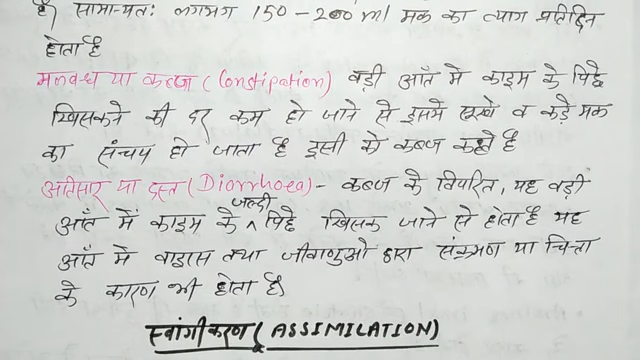 है) सामान्यतः लगभग 150-200 ml मल का त्याग प्रतिदिन
होता है
मलबन्ध या कब्ज (Constipation) बड़ी आँत में काइम के पिछे
खिसकने की दर कम हो जाने से इसमें सूखे व कड़े मल
का संचय हो जाता है इसी को कब्ज कहते है
अतिसार या दस्त (Diorrhoea) - कब्ज के विपरित, यह बड़ी
आँत में काइम के जल्दी पिछे खिसक जाने से होता है यह
आँत में वाइरस तथा जीवाणुओ द्वारा संक्रमण या चिन्ता
के कारण भी होता है
स्वांगीकरण (ASSIMILATION)